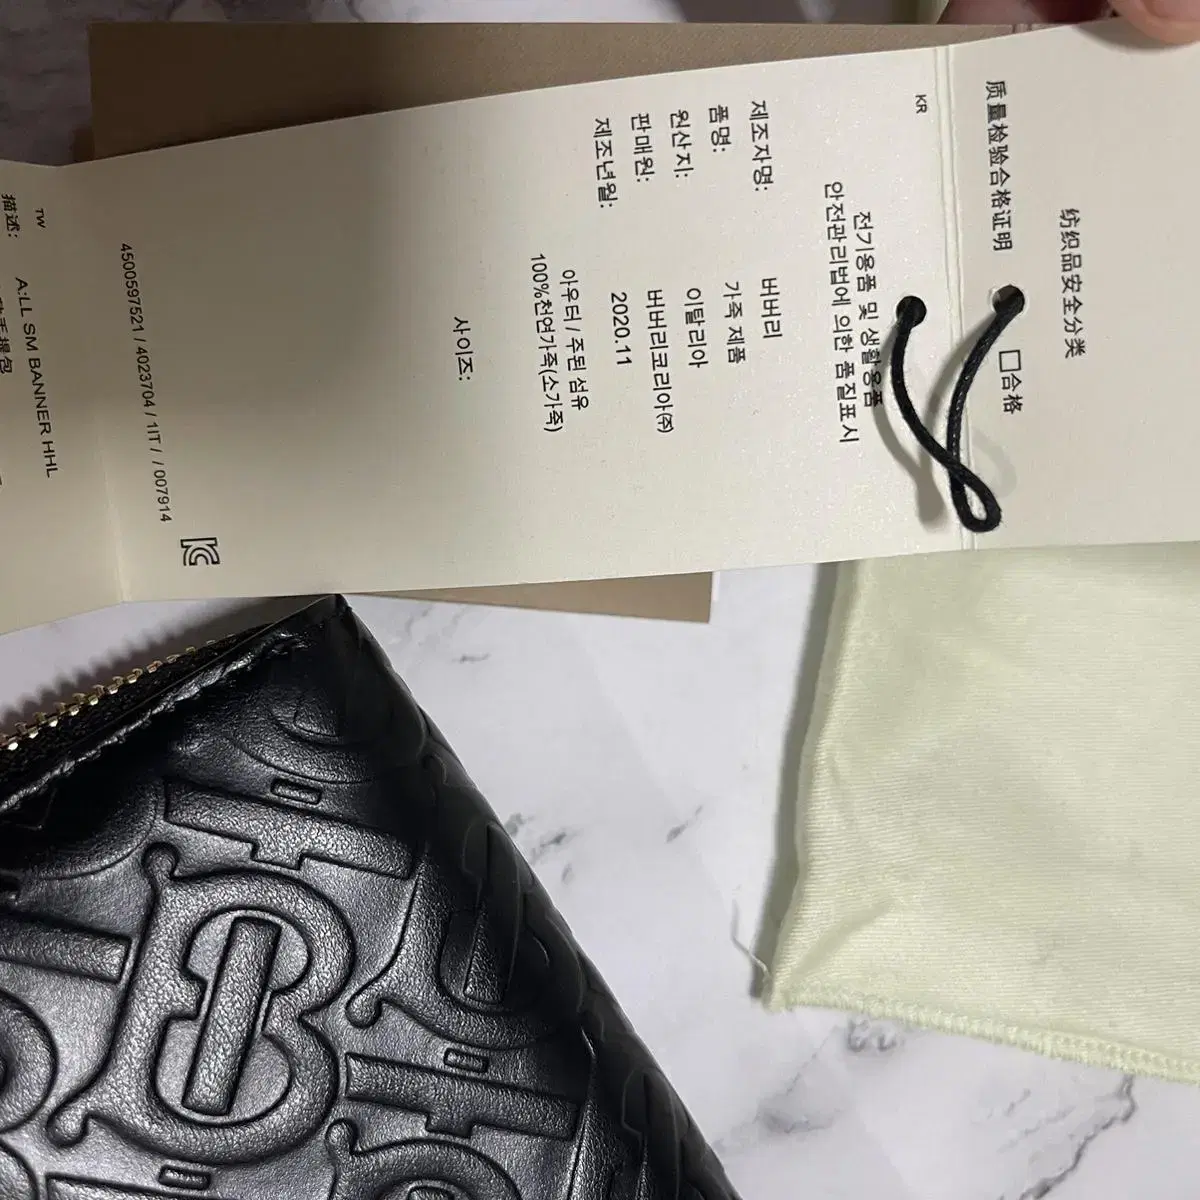 纺织品安全分类
质量检验合格证明
□合格
KR
전기용품 및 생활용품
안전관리법에 의한 품질표시
제조자명: 버버리
품명: 가죽 제품
원산지: 이탈리아
판매원: 버버리코리아(주)
제조년월: 2020.11
아우터 / 주된 섬유
100%천연가죽(소가죽)
사이즈:
4500597521 / 4023704 / 1IT / / 007914
TW
描述: A:LL SM BANNER HHL